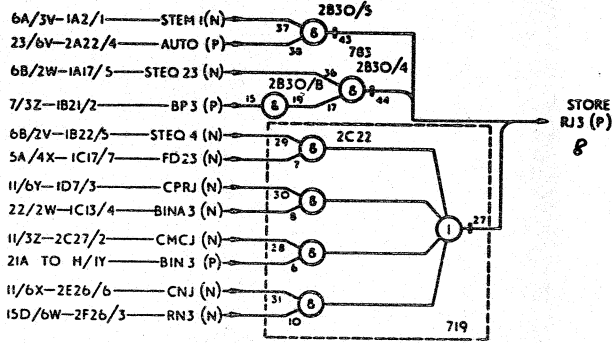 6A/3V-1A2/1 STEM 1 (N) 37 & 2B30/5
23/6V-2A22/4 AUTO (P) 38 43
783
6B/2W-1A17/5 STEQ 23 (N) 36 & 2B30/4
2B30/B
7/3Z-1B21/2 BP3 (P) 15 & 19 17 44
STORE
RJ3 (P)
8
6B/2V-1B22/5 STEQ 4 (N) 29 & 2C22
5A/4X-1C17/7 FD23 (N) 7
11/6Y-1D7/3 CPRJ (N) 30 &
22/2W-1C13/4 BINA 3 (N) 8
1 27
11/3Z-2C27/2 CMCJ (N) 28 &
21A TO H/1Y BIN 3 (P) 6
11/6X-2E26/6 CNJ (N) 31 &
15D/6W-2F26/3 RN3 (N) 10
719